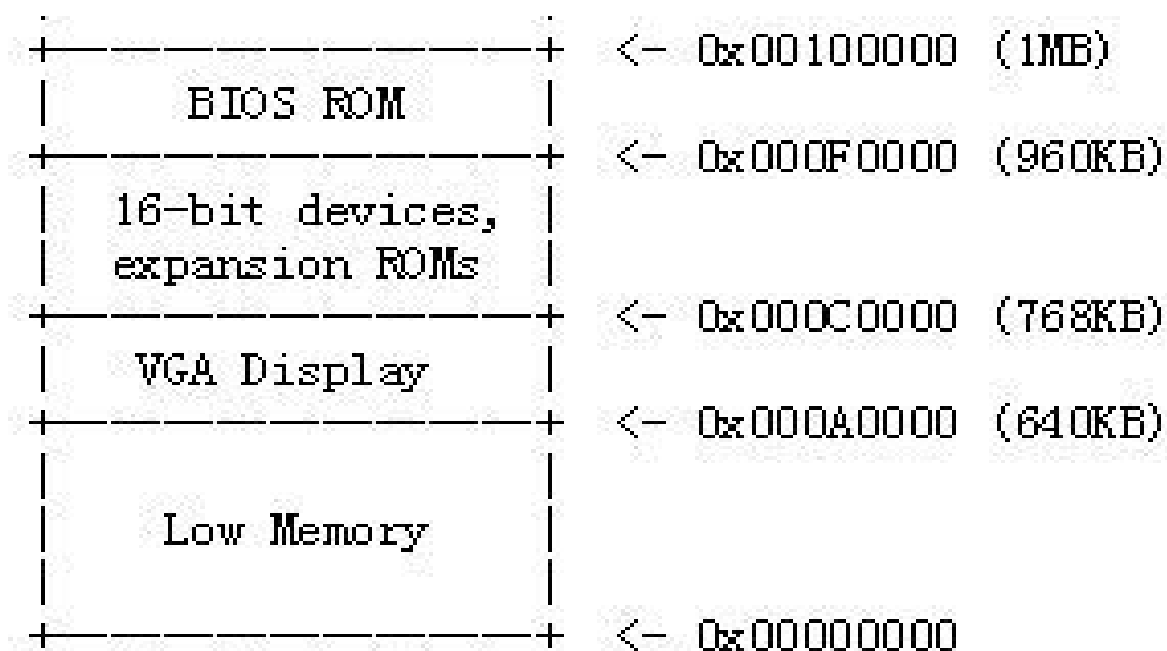 +------------------+ <- 0x00100000 (1MB)
| BIOS ROM |
+------------------+ <- 0x000F0000 (960KB)
| 16-bit devices, |
| expansion ROMs |
+------------------+ <- 0x000C0000 (768KB)
| VGA Display |
+------------------+ <- 0x000A0000 (640KB)
| |
| Low Memory |
| |
+------------------+ <- 0x00000000